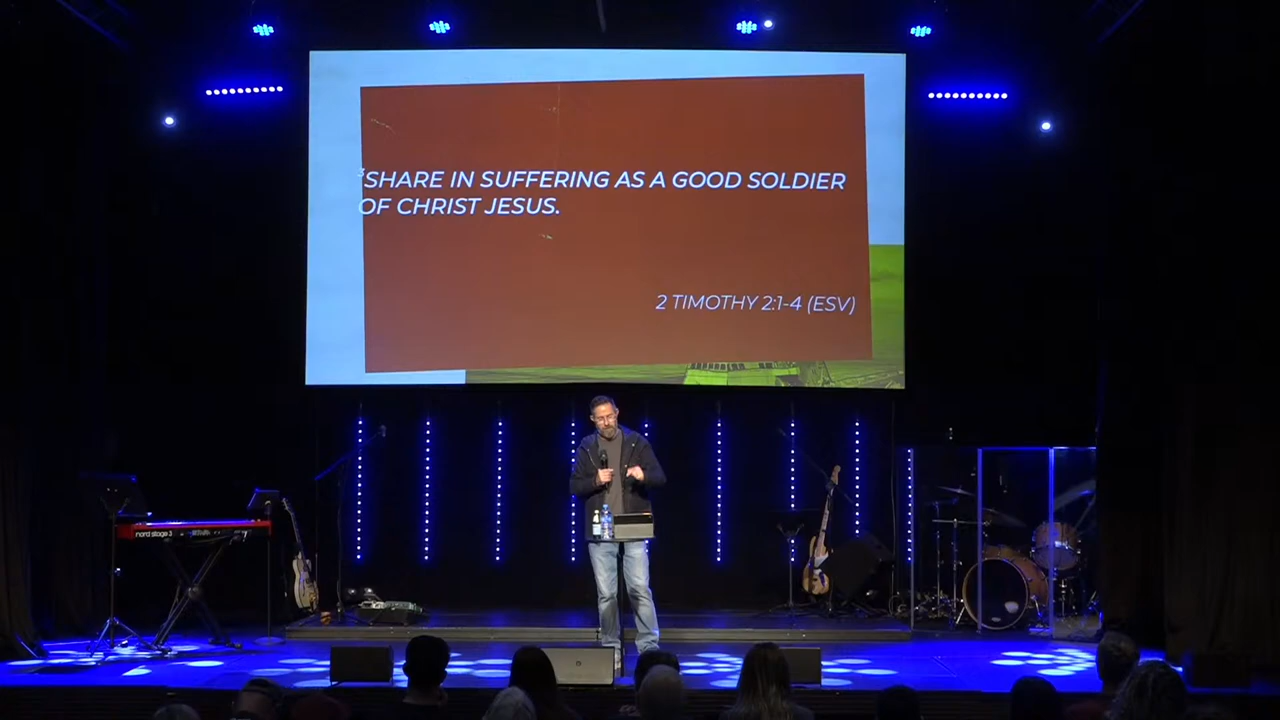 ³SHARE IN SUFFERING AS A GOOD SOLDIER
OF CHRIST JESUS.
2 TIMOTHY 2:1-4 (ESV)
nord stage 3